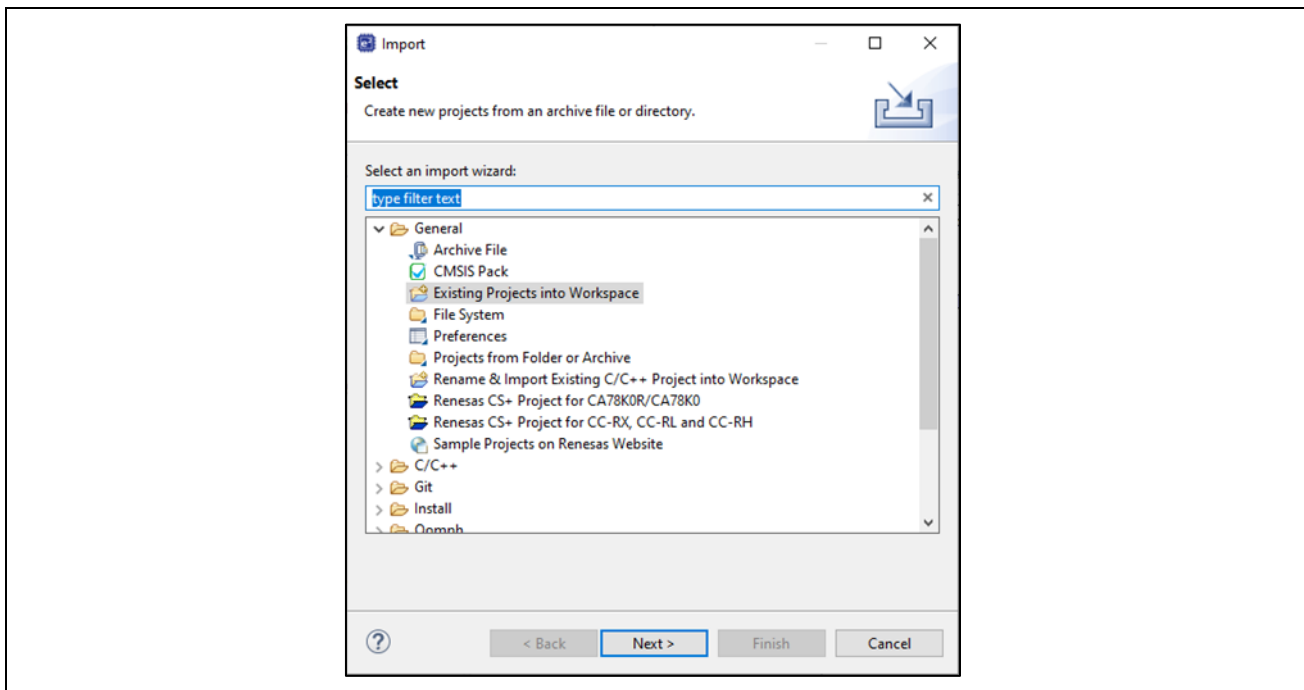 Import
Select
Create new projects from an archive file or directory.
Select an import wizard:
type filter text
General
Archive File
CMSIS Pack
Existing Projects into Workspace
File System
Preferences
Projects from Folder or Archive
Rename & Import Existing C/C++ Project into Workspace
Renesas CS+ Project for CA78K0R/CA78K0
Renesas CS+ Project for CC-RX, CC-RL and CC-RH
Sample Projects on Renesas Website
C/C++
Git
Install
Oomph
< Back Next > Finish Cancel